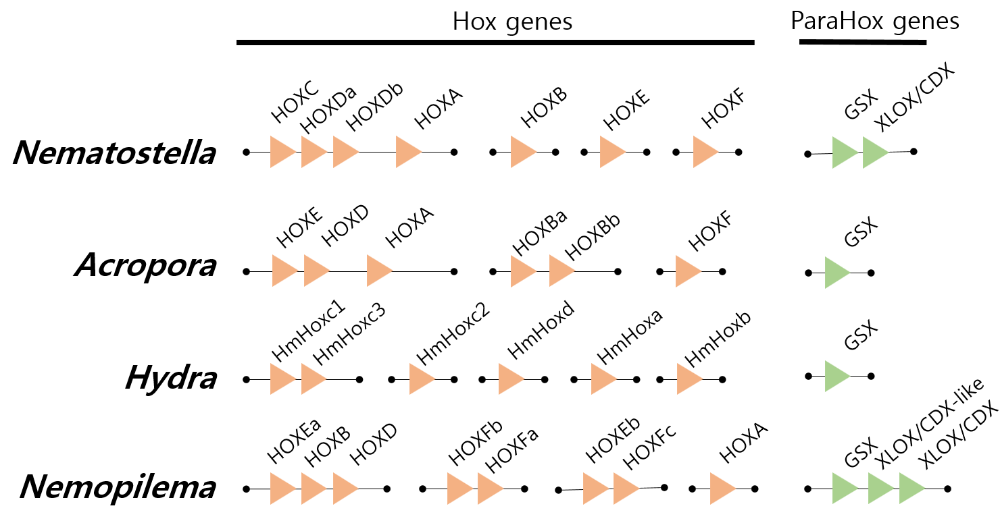 Hox genes
ParaHox genes
HOXC HOXDa HOXDb HOXA HOXB HOXE HOXF GSX XLOX/CDX
Nematostella
HOXE HOXD HOXA HOXBa HOXBb HOXF GSX
Acropora
HmHoxc1 HmHoxc3 HmHoxc2 HmHoxd HmHoxa HmHoxb GSX
Hydra
HOXEa HOXB HOXD HOXFb HOXFa HOXEb HOXFc HOXA GSX XLOX/CDX-like XLOX/CDX
Nemopilema